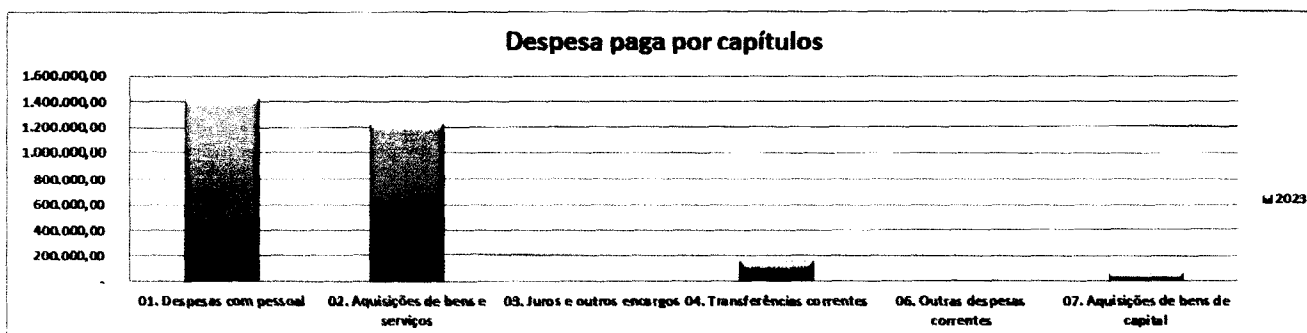 Despesa paga por capítulos
1.600.000,00
1.400.000,00
1.200.000,00
1.000.000,00
800.000,00
600.000,00
400.000,00
200.000,00
-
01. Despesas com pessoal
02. Aquisições de bens e
serviços
03. Juros e outros encargos
04. Transferências correntes
06. Outras despesas
correntes
07. Aquisições de bens de
capital
2023